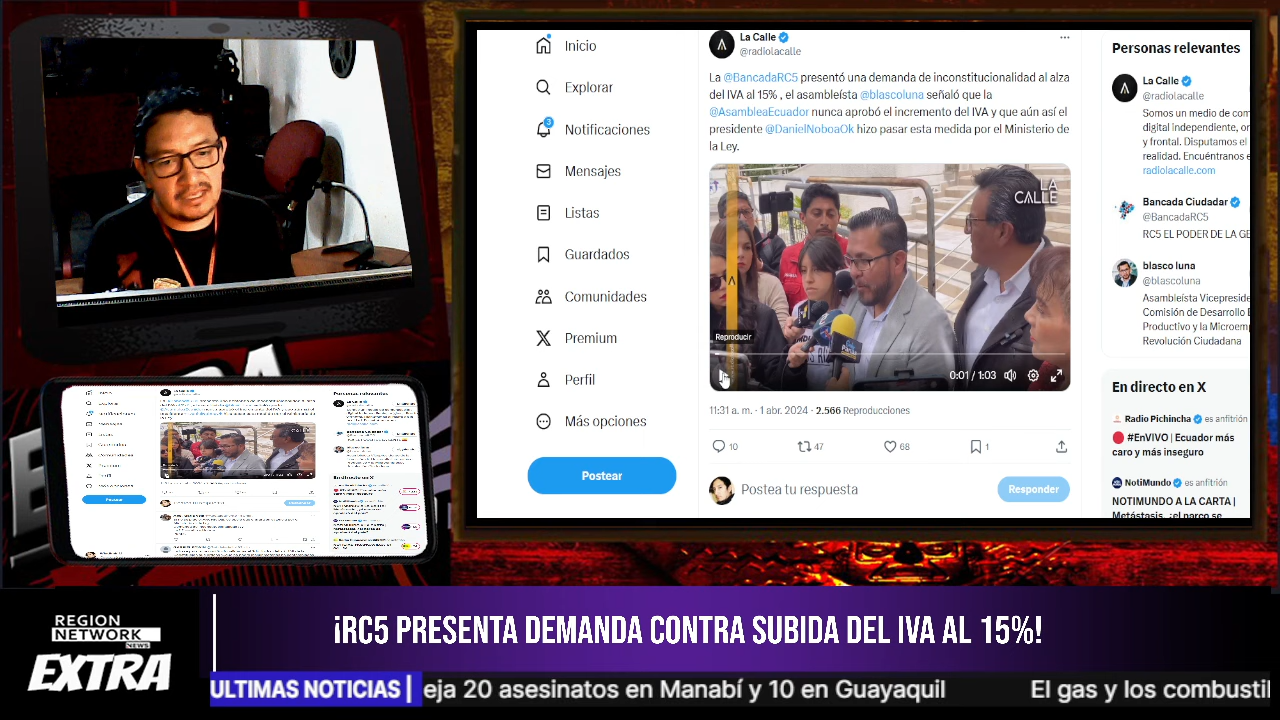 Inicio
Explorar
3
Notificaciones
Mensajes
Listas
Guardados
Comunidades
Premium
Perfil
Más opciones
Postear
La Calle
@radiolacalle
La @BancadaRC5 presentó una demanda de inconstitucionalidad al alza
del IVA al 15% , el asambleísta @blascoluna señaló que la
@AsambleaEcuador nunca aprobó el incremento del IVA y que aún así el
presidente @DanielNoboaOk hizo pasar esta medida por el Ministerio de
la Ley.
LA
CALLE
Reproducir
0:01 / 1:03
11:31 a. m. · 1 abr. 2024 · 2.566 Reproducciones
10
47
68
1
Postea tu respuesta
Responder
Personas relevantes
La Calle
@radiolacalle
Somos un medio de com
digital Independiente, or
y frontal. Disputamos el
realidad. Encuéntranos e
radiolacalle.com
Bancada Ciudadar
@BancadaRC5
RC5 EL PODER DE LA GE
blasco luna
@blascoluna
Asambleísta Vicepreside
Comisión de Desarrollo E
Productivo y la Microemp
Revolución Ciudadana
En directo en X
Radio Pichincha es anfitrión
#EnVIVO | Ecuador más
caro y más inseguro
NotiMundo es anfitrión
NOTIMUNDO A LA CARTA |
Metástasis, ¿el narco se
REGION
NETWORK
NEWS
EXTRA
¡RC5 PRESENTA DEMANDA CONTRA SUBIDA DEL IVA AL 15%!
ULTIMAS NOTICIAS | eja 20 asesinatos en Manabí y 10 en Guayaquil El gas y los combustil